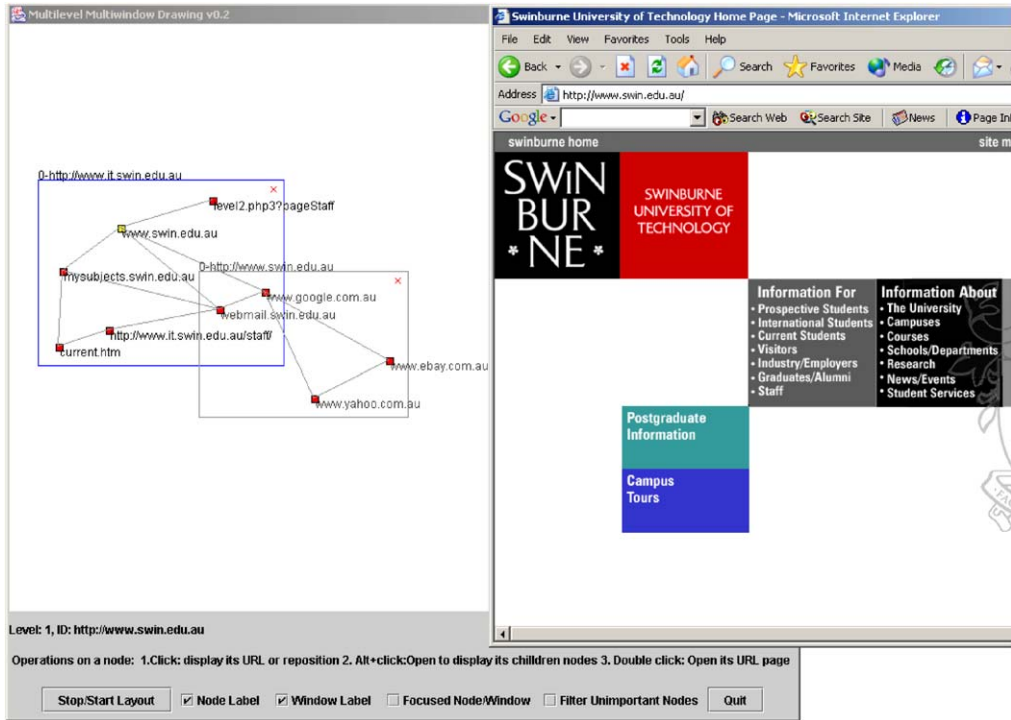 Multilevel Multiwindow Drawing v0.2
0-http://www.it.swin.edu.au
level2.php3?pageStaff
www.swin.edu.au
0-http://www.swin.edu.au
mysubjects.swin.edu.au
www.google.com.au
webmail.swin.edu.au
http://www.it.swin.edu.au/staff/
current.htm
www.ebay.com.au
www.yahoo.com.au
Level: 1, ID: http://www.swin.edu.au
Operations on a node: 1.Click: display its URL or reposition 2. Alt+click:Open to display its chilldren nodes 3. Double click: Open its URL page
Stop/Start Layout Node Label Window Label Focused Node/Window Filter Unimportant Nodes Quit
Swinburne University of Technology Home Page - Microsoft Internet Explorer
File Edit View Favorites Tools Help
Back Search Favorites Media
Address http://www.swin.edu.au/
Google Search Web Search Site News Page In
swinburne home site m
SWIN
BUR
NE
SWINBURNE
UNIVERSITY OF
TECHNOLOGY
Information For
• Prospective Students
• International Students
• Current Students
• Visitors
• Industry/Employers
• Graduates/Alumni
• Staff
Information About
• The University
• Campuses
• Courses
• Schools/Departments
• Research
• News/Events
• Student Services
Postgraduate
Information
Campus
Tours